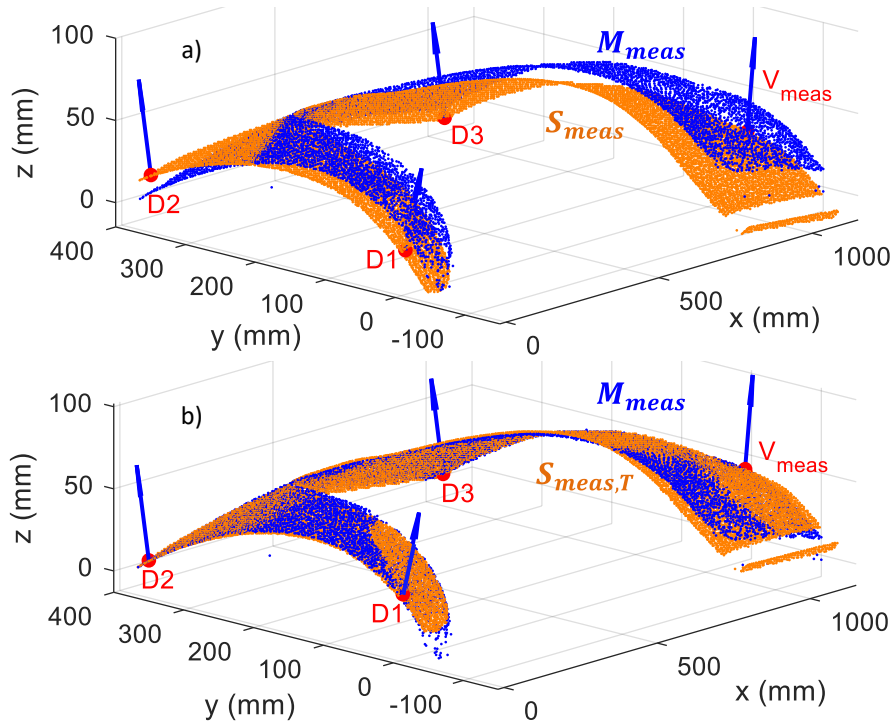 a)
100
50
0
z (mm)
M_meas
S_meas
V_meas
D3
D2
D1
400
300
200
100
0
-100
y (mm)
0
500
1000
x (mm)
b)
100
50
0
z (mm)
M_meas
S_meas,T
V_meas
D3
D2
D1
400
300
200
100
0
-100
y (mm)
0
500
1000
x (mm)